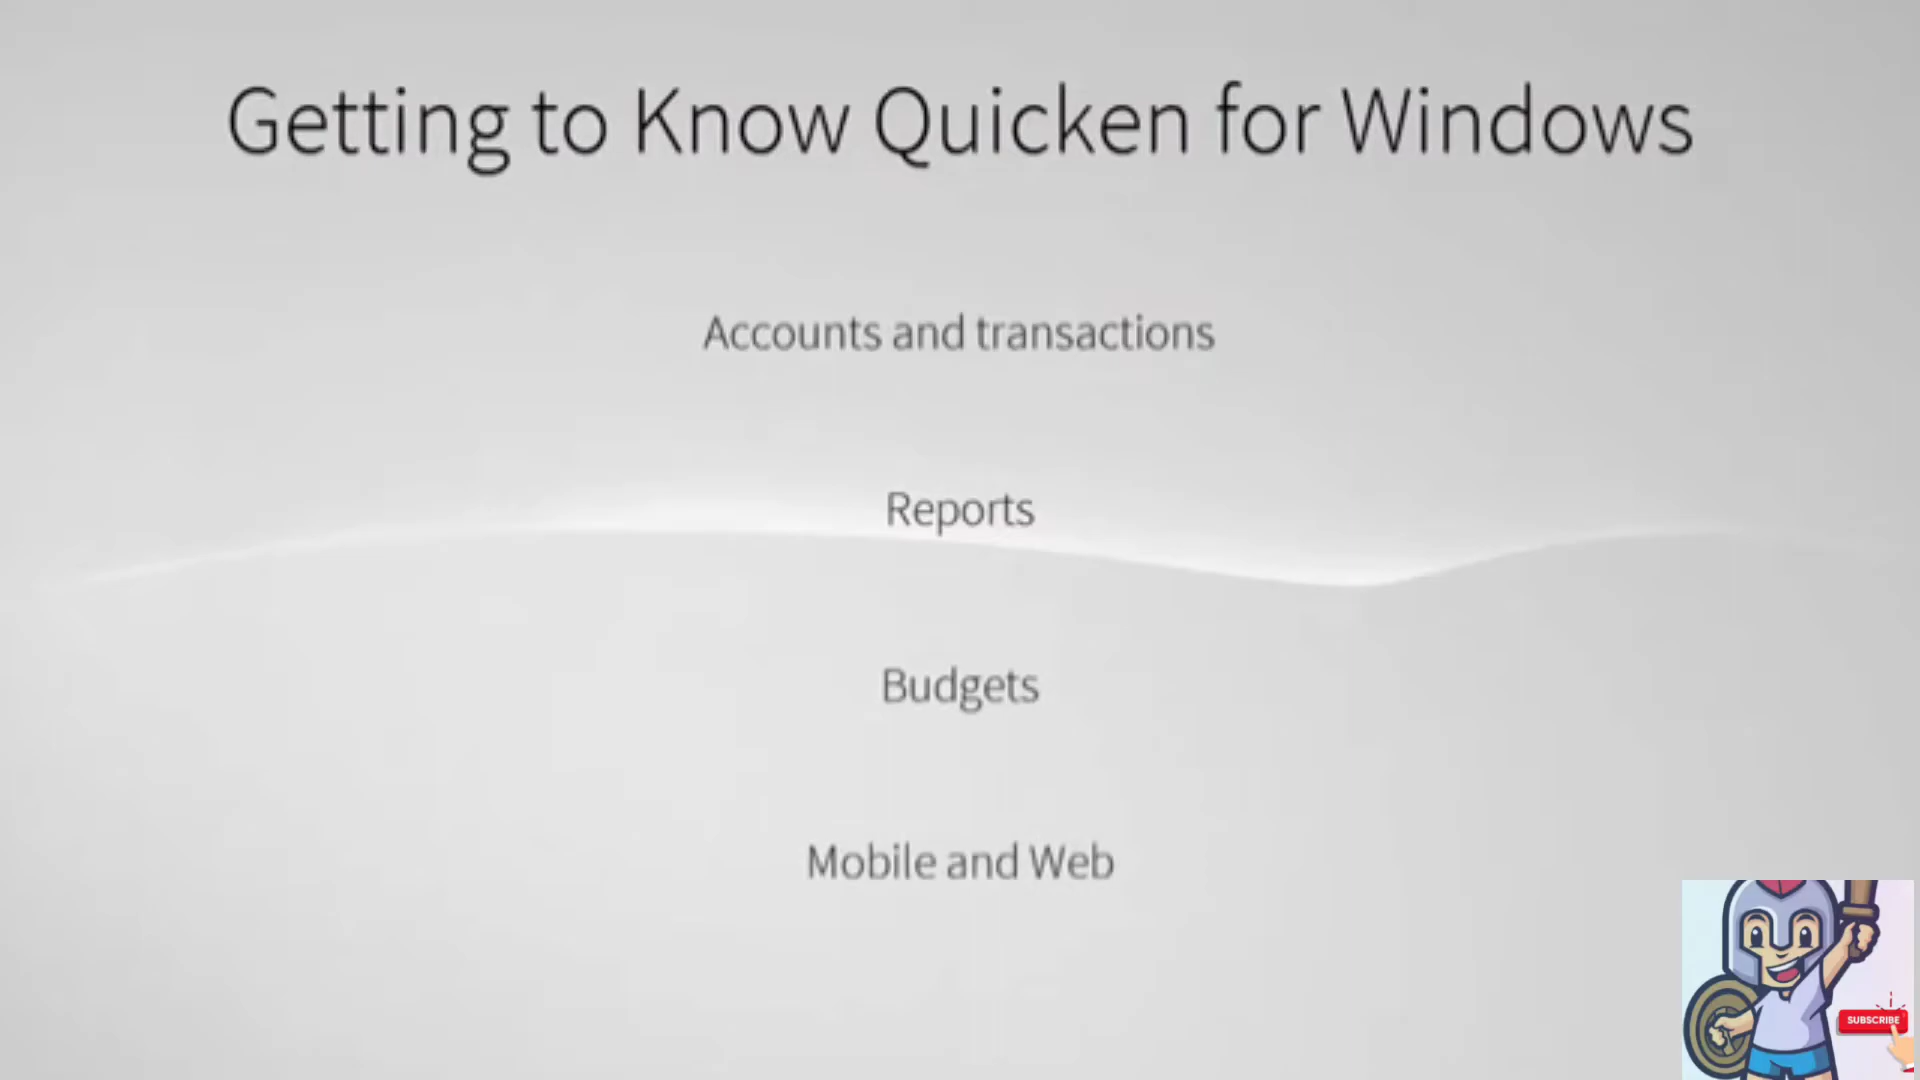 Getting to Know Quicken for Windows
Accounts and transactions
Reports
Budgets
Mobile and Web
SUBSCRIBE